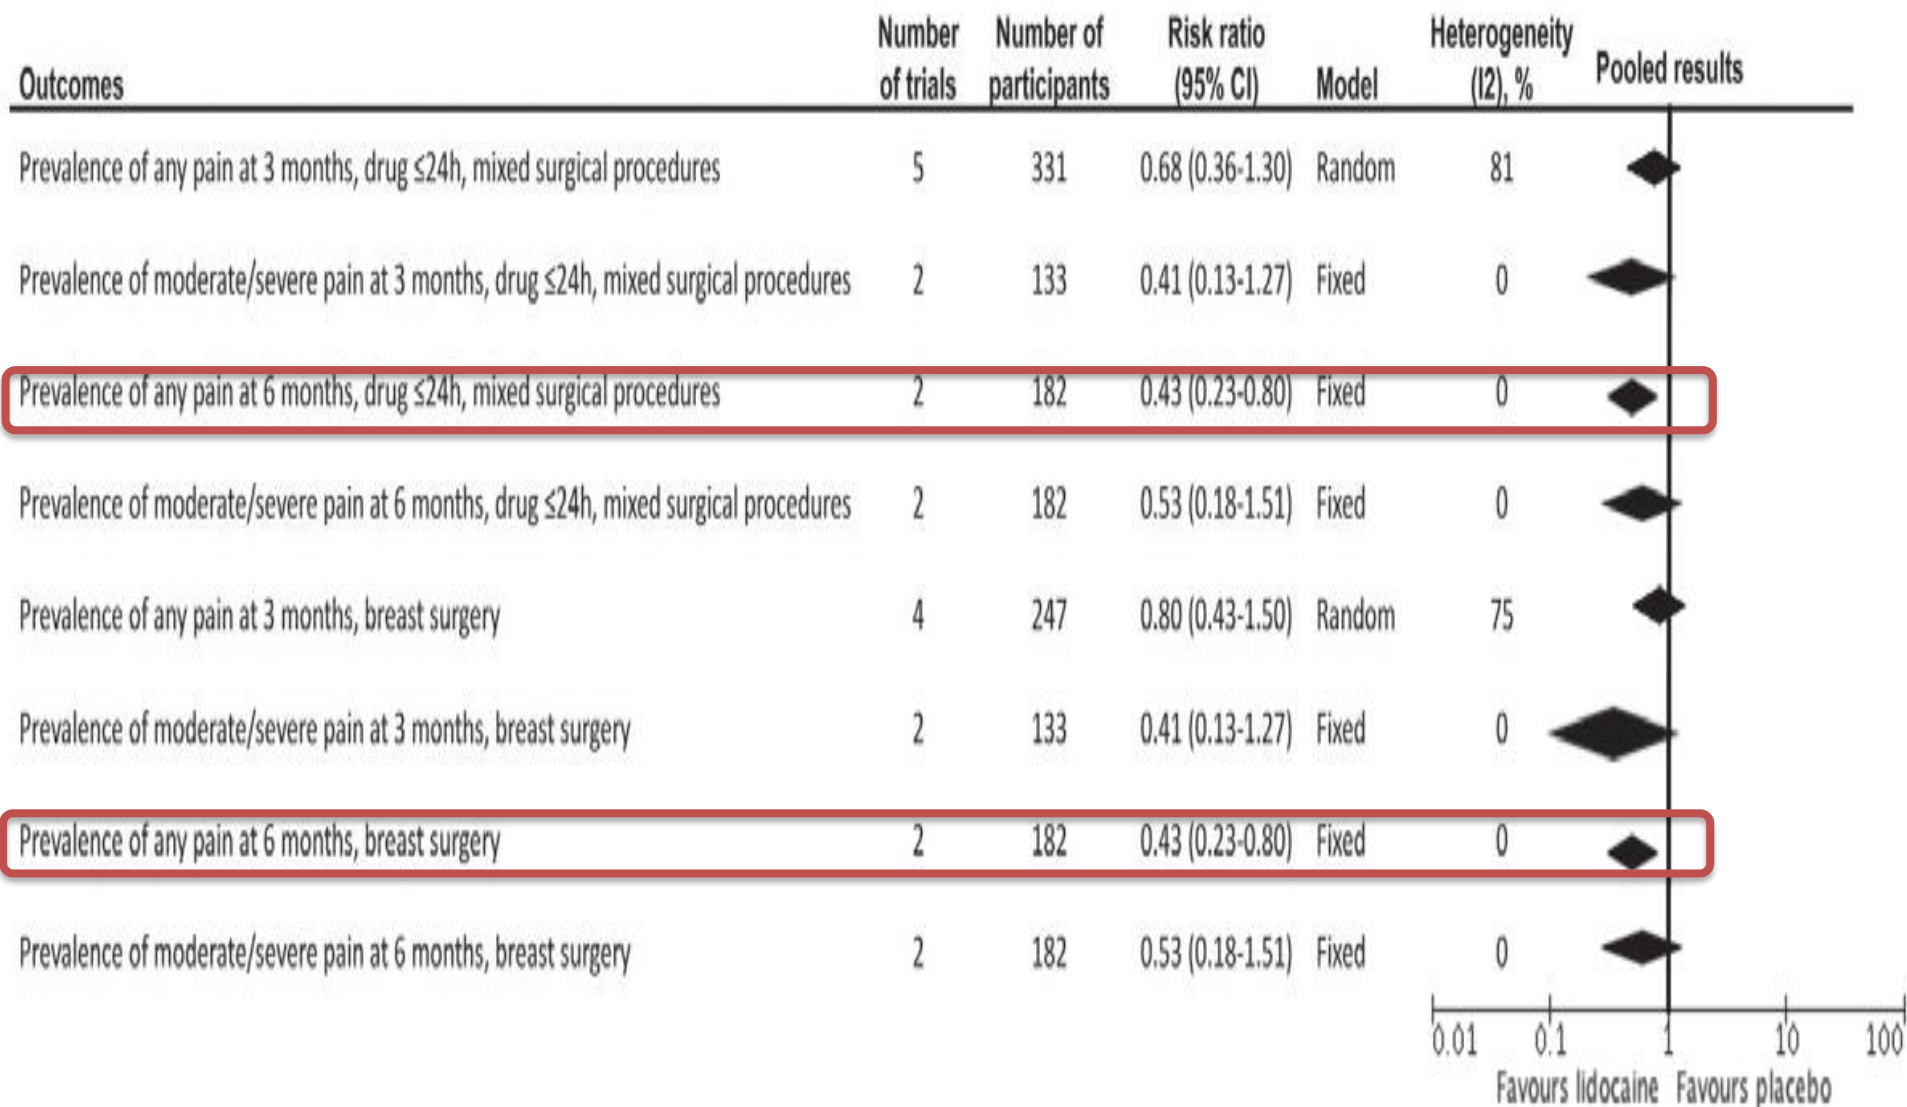 Outcomes Number of trials Number of participants Risk ratio (95% CI) Model Heterogeneity (I2), % Pooled results
Prevalence of any pain at 3 months, drug ≤24h, mixed surgical procedures 5 331 0.68 (0.36-1.30) Random 81
Prevalence of moderate/severe pain at 3 months, drug ≤24h, mixed surgical procedures 2 133 0.41 (0.13-1.27) Fixed 0
Prevalence of any pain at 6 months, drug ≤24h, mixed surgical procedures 2 182 0.43 (0.23-0.80) Fixed 0
Prevalence of moderate/severe pain at 6 months, drug ≤24h, mixed surgical procedures 2 182 0.53 (0.18-1.51) Fixed 0
Prevalence of any pain at 3 months, breast surgery 4 247 0.80 (0.43-1.50) Random 75
Prevalence of moderate/severe pain at 3 months, breast surgery 2 133 0.41 (0.13-1.27) Fixed 0
Prevalence of any pain at 6 months, breast surgery 2 182 0.43 (0.23-0.80) Fixed 0
Prevalence of moderate/severe pain at 6 months, breast surgery 2 182 0.53 (0.18-1.51) Fixed 0
0.01 0.1 1 10 100
Favours lidocaine Favours placebo